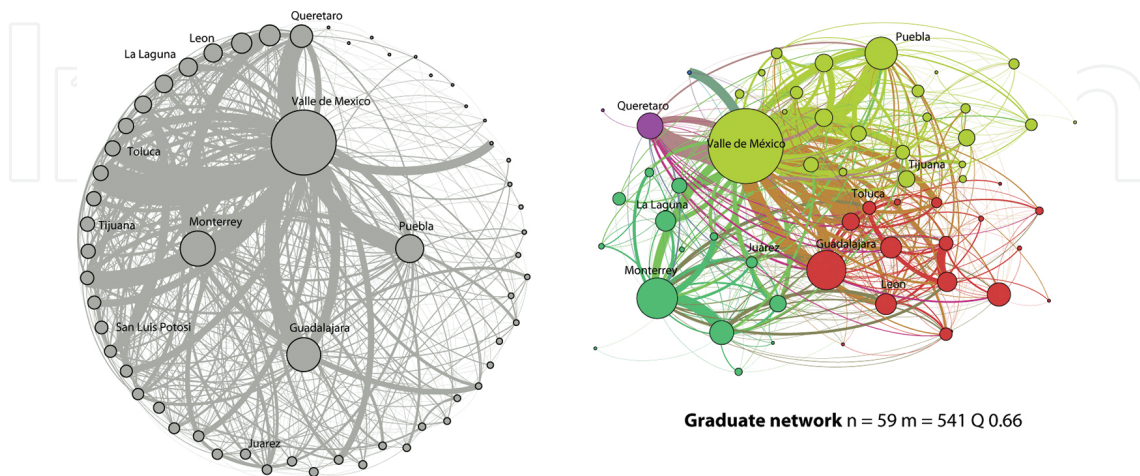 Queretaro
Leon
La Laguna
Valle de Mexico
Toluca
Tijuana
Monterrey
Puebla
San Luis Potosi
Guadalajara
Juarez
Puebla
Queretaro
Valle de México
Tijuana
Toluca
La Laguna
Juárez
Guadalajara
Monterrey
Leon
Graduate network n = 59 m = 541 Q 0.66